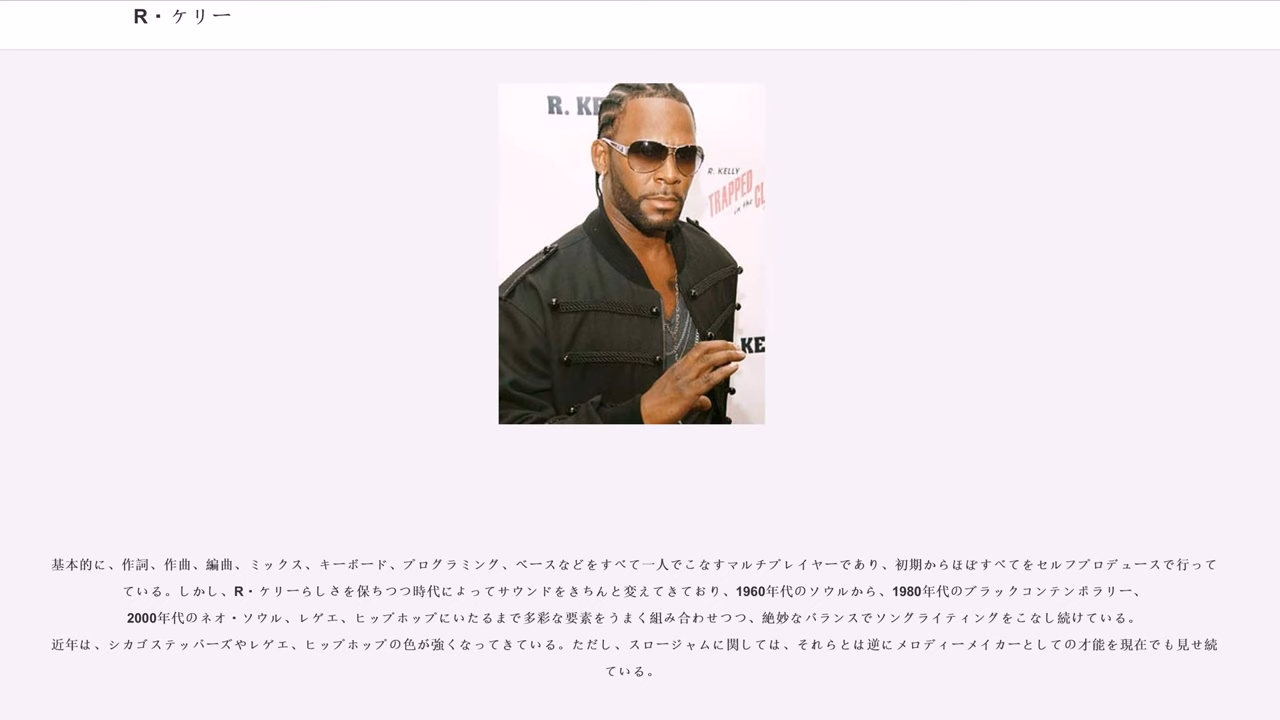 R・ケリー
R. KE
R. KELLY
TRAPPED
in the CL
KE
基本的に、作詞、作曲、編曲、ミックス、キーボード、プログラミング、ベースなどをすべて一人でこなすマルチプレイヤーであり、初期からほぼすべてをセルフプロデュースで行って
ている。しかし、R・ケリーらしさを保ちつつ時代によってサウンドをきちんと変えてきており、1960年代のソウルから、1980年代のブラックコンテンポラリー、
2000年代のネオ・ソウル、レゲエ、ヒップホップにいたるまで多彩な要素をうまく組み合わせつつ、絶妙なバランスでソングライティングをこなし続けている。
近年は、シカゴステッパーズやレゲエ、ヒップホップの色が強くなってきている。ただし、スロージャムに関しては、それらとは逆にメロディーメイカーとしての才能を現在でも見せ続
ている。